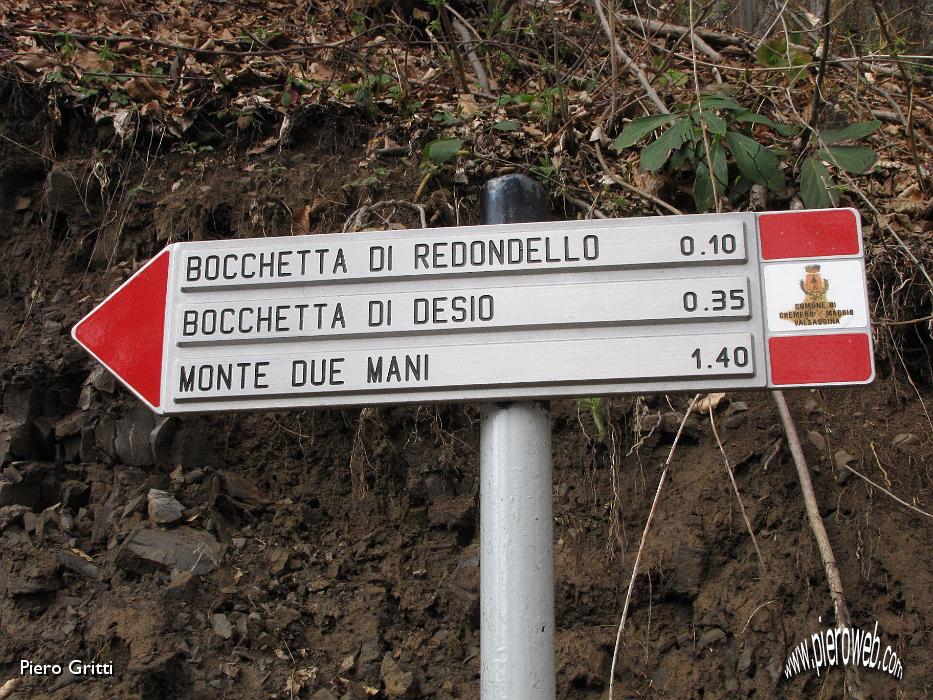 BOCCHETTA DI REDONDELLO 0.10
BOCCHETTA DI DESIO 0.35
MONTE DUE MANI 1.40
COMUNE DI
CREMENO - MAGGIO
VALSASSINA
Piero Gritti
www.pieroweb.com